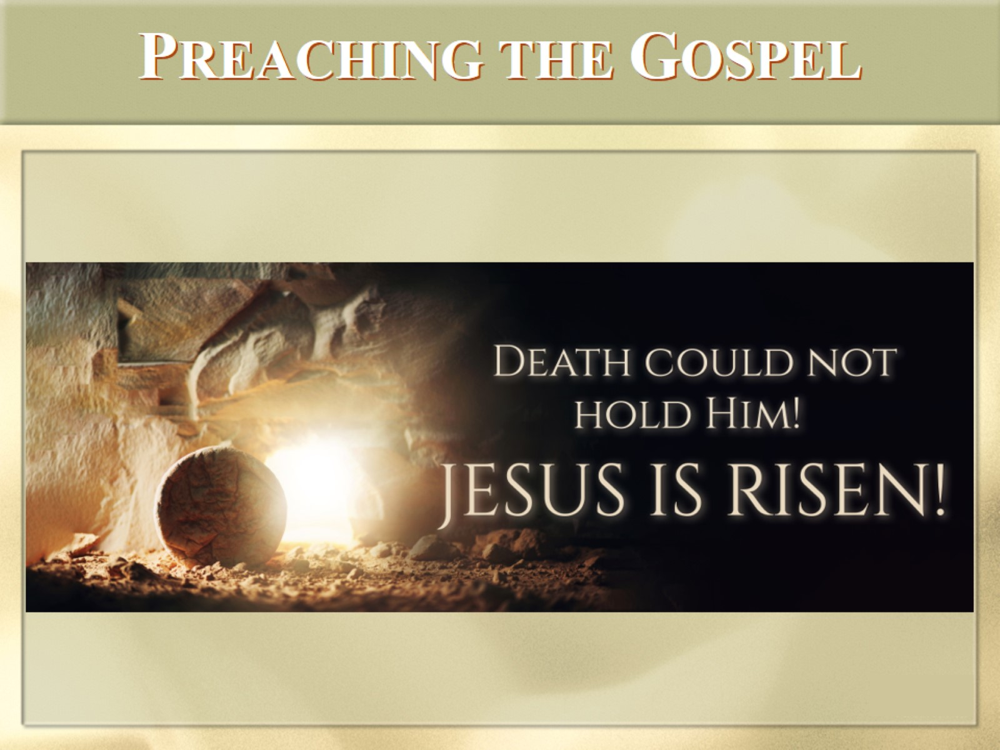 Preaching the Gospel
Death could not
hold Him!
Jesus is risen!